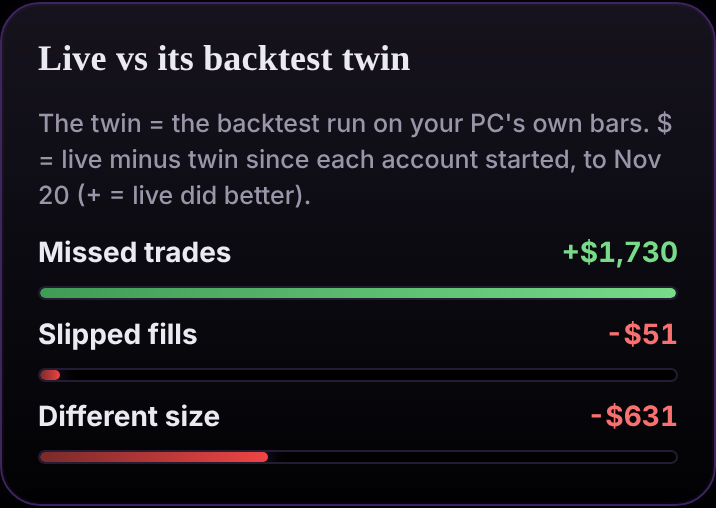 Live vs its backtest twin
The twin = the backtest run on your PC's own bars. $
= live minus twin since each account started, to Nov
20 (+ = live did better).
Missed trades +$1,730
Slipped fills -$51
Different size -$631